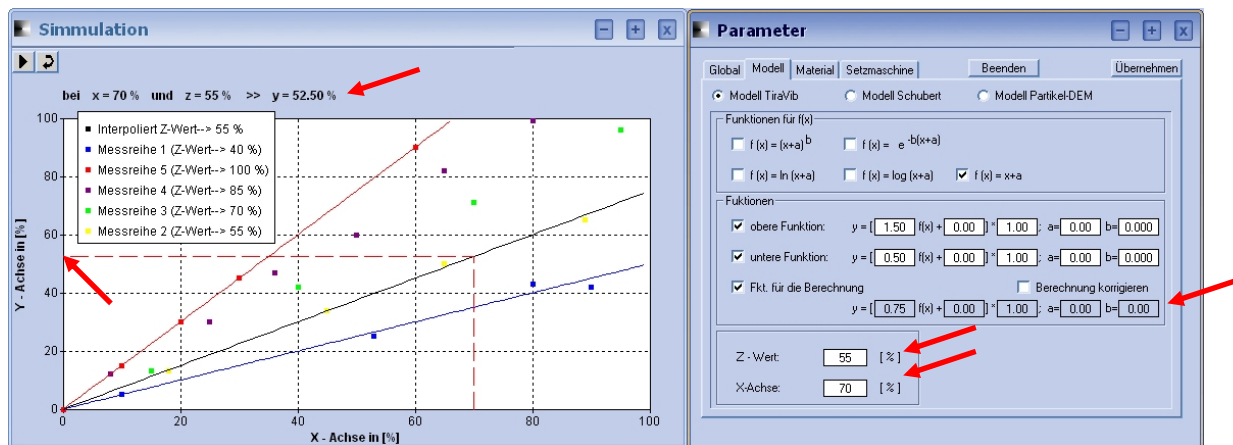 Simmulation
bei x = 70 % und z = 55 % >> y = 52.50 %
100
80
60
40
20
0
Y - Achse in [%]
Interpoliert Z-Wert--> 55 %
Messreihe 1 (Z-Wert--> 40 %)
Messreihe 5 (Z-Wert--> 100 %)
Messreihe 4 (Z-Wert--> 85 %)
Messreihe 3 (Z-Wert--> 70 %)
Messreihe 2 (Z-Wert--> 55 %)
0 20 40 60 80 100
X - Achse in [%]
Parameter
Global Modell Material Setzmaschine Beenden Übernehmen
Modell TiraVib Modell Schubert Modell Partikel-DEM
Funktionen für f(x)
f (x) = (x+a)^b f (x) = e^-b(x+a)
f (x) = ln (x+a) f (x) = log (x+a) f (x) = x+a
Fuktionen
obere Funktion: y = [ 1.50 f(x) + 0.00 ] * 1.00 ; a= 0.00 b= 0.000
untere Funktion: y = [ 0.50 f(x) + 0.00 ] * 1.00 ; a= 0.00 b= 0.000
Fkt. für die Berechnung Berechnung korrigieren
y = [ 0.75 f(x) + 0.00 ] * 1.00 ; a= 0.00 b= 0.00
Z - Wert: 55 [ % ]
X-Achse: 70 [ % ]